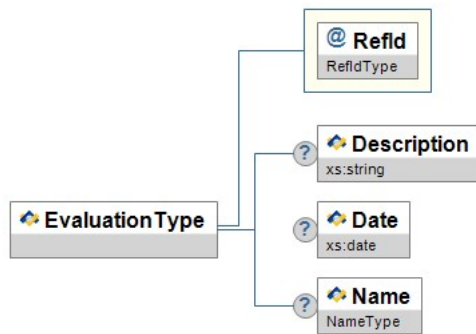 @ RefId
RefIdType
? Description
xs:string
EvaluationType
? Date
xs:date
? Name
NameType